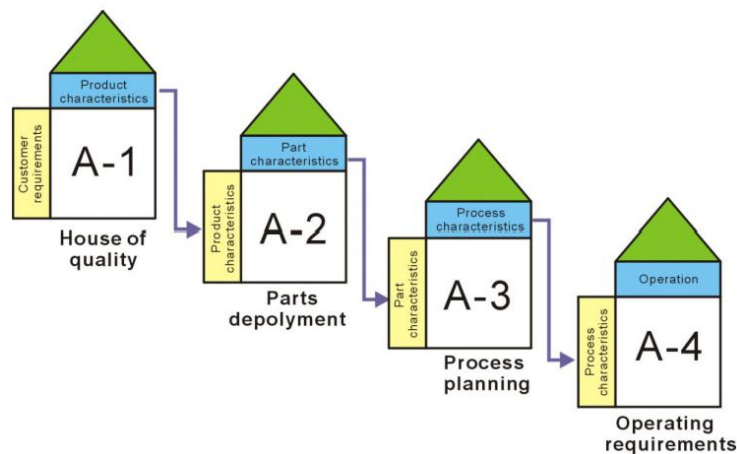 Product
characteristics
Customer
requirements
A-1
House of
quality
Part
characteristics
Product
characteristics
A-2
Parts
depolyment
Process
characteristics
Part
characteristics
A-3
Process
planning
Operation
Process
characteristics
A-4
Operating
requirements